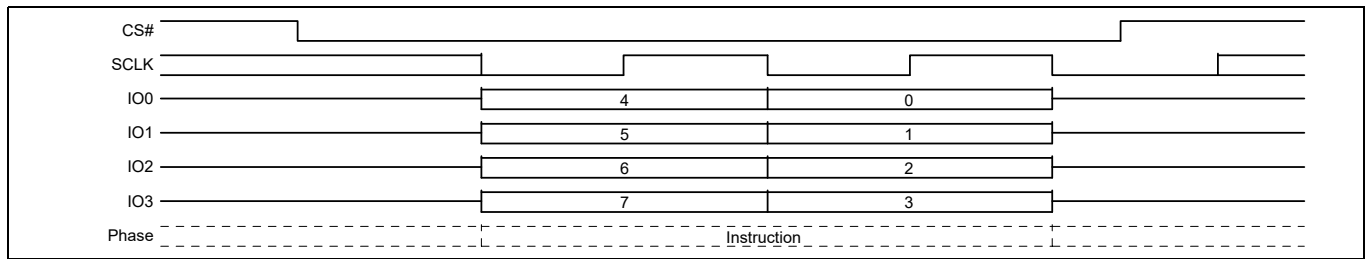 CS#
SCLK
IO0 4 0
IO1 5 1
IO2 6 2
IO3 7 3
Phase Instruction